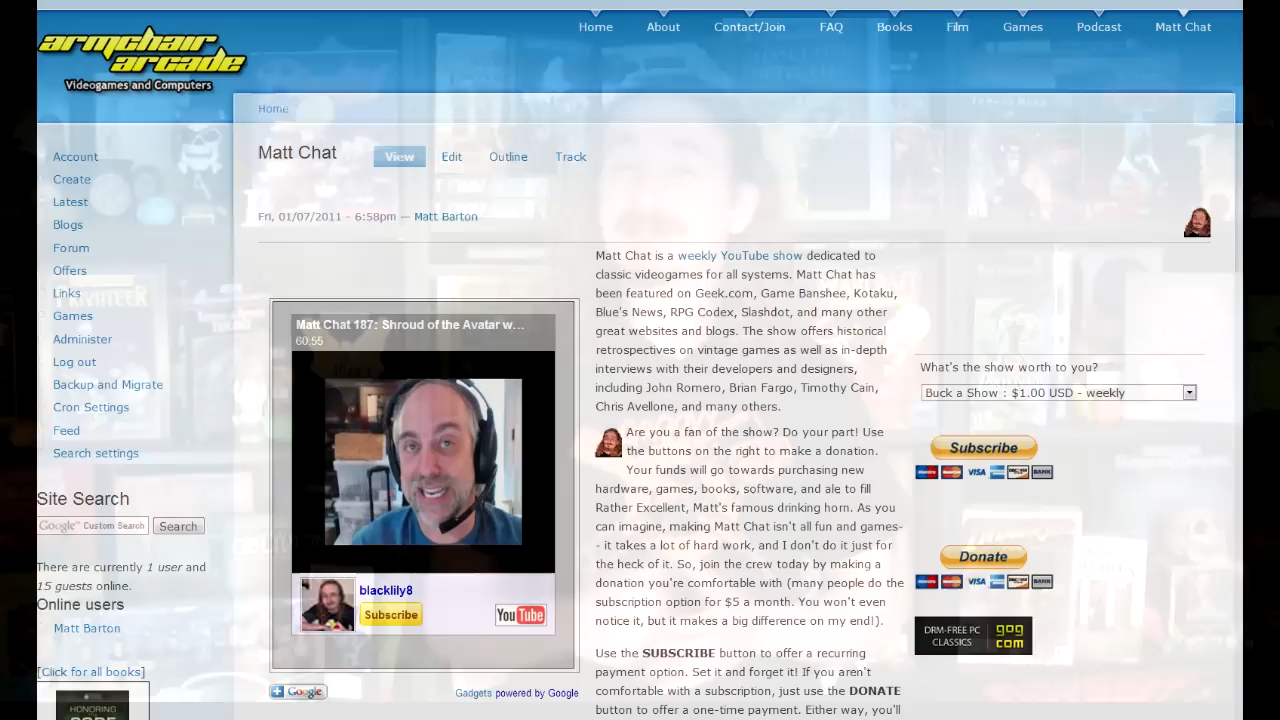 armchair
arcade
Videogames and Computers
Home About Contact/Join FAQ Books Film Games Podcast Matt Chat
Home
Matt Chat View Edit Outline Track
Fri, 01/07/2011 - 6:58pm — Matt Barton
Account
Create
Latest
Blogs
Forum
Offers
Links
Games
Administer
Log out
Backup and Migrate
Cron Settings
Feed
Search settings
Site Search
Google™ Custom Search Search
There are currently 1 user and
15 guests online.
Online users
Matt Barton
[Click for all books]
HONORING
Matt Chat 187: Shroud of the Avatar w...
60:55
blacklily8
Subscribe
YouTube
Google
Gadgets powered by Google
Matt Chat is a weekly YouTube show dedicated to
classic videogames for all systems. Matt Chat has
been featured on Geek.com, Game Banshee, Kotaku,
Blue's News, RPG Codex, Slashdot, and many other
great websites and blogs. The show offers historical
retrospectives on vintage games as well as in-depth
interviews with their developers and designers,
including John Romero, Brian Fargo, Timothy Cain,
Chris Avellone, and many others.
Are you a fan of the show? Do your part! Use
the buttons on the right to make a donation.
Your funds will go towards purchasing new
hardware, games, books, software, and ale to fill
Rather Excellent, Matt's famous drinking horn. As you
can imagine, making Matt Chat isn't all fun and games-
- it takes a lot of hard work, and I don't do it just for
the heck of it. So, join the crew today by making a
donation you're comfortable with (many people do the
subscription option for $5 a month. You won't even
notice it, but it makes a big difference on my end!).
Use the SUBSCRIBE button to offer a recurring
payment option. Set it and forget it! If you aren't
comfortable with a subscription, just use the DONATE
button to offer a one-time payment. Either way, you'll
What's the show worth to you?
Buck a Show : $1.00 USD - weekly
Subscribe
VISA BANK
Donate
VISA BANK
DRM-FREE PC
CLASSICS
gog
com